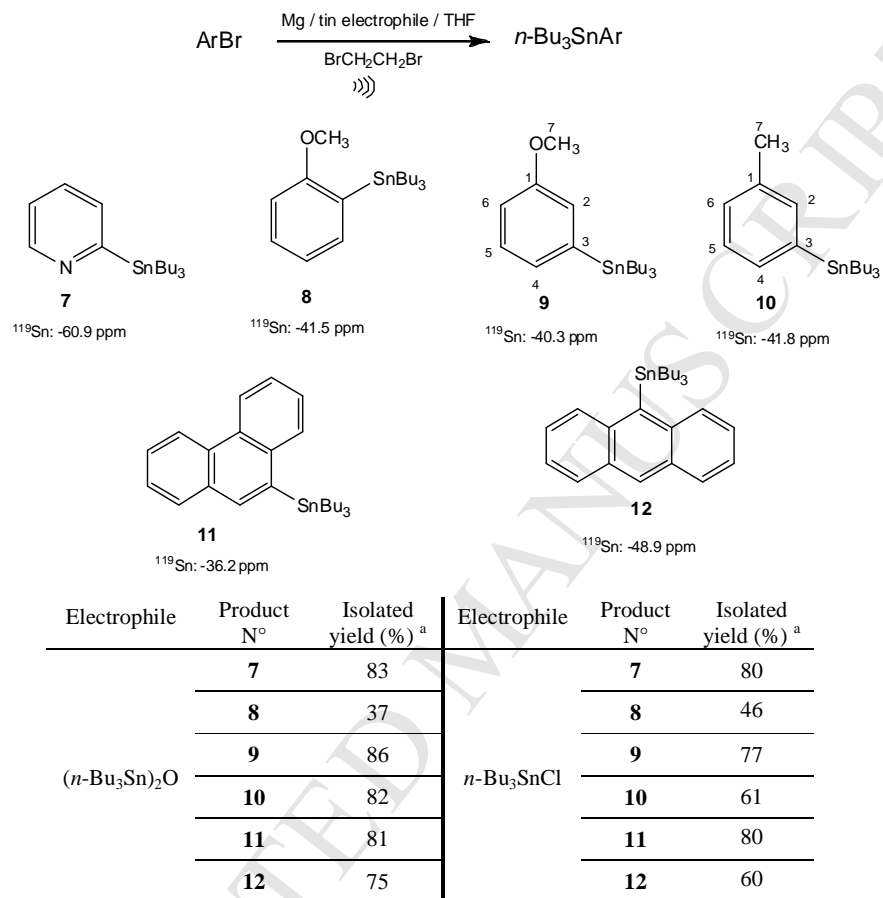 ArBr
Mg / tin electrophile / THF
BrCH₂CH₂Br
n-Bu₃SnAr
N
SnBu₃
7
¹¹⁹Sn: -60.9 ppm
OCH₃
SnBu₃
8
¹¹⁹Sn: -41.5 ppm
7
OCH₃
1
6
2
5
3
4
SnBu₃
9
¹¹⁹Sn: -40.3 ppm
7
CH₃
1
6
2
5
3
4
SnBu₃
10
¹¹⁹Sn: -41.8 ppm
SnBu₃
11
¹¹⁹Sn: -36.2 ppm
SnBu₃
12
¹¹⁹Sn: -48.9 ppm
Electrophile Product N° Isolated yield (%) ᵃ Electrophile Product N° Isolated yield (%) ᵃ
(n-Bu₃Sn)₂O n-Bu₃SnCl
7 83 7 80
8 37 8 46
9 86 9 77
10 82 10 61
11 81 11 80
12 75 12 60
TED MANUSCRIP